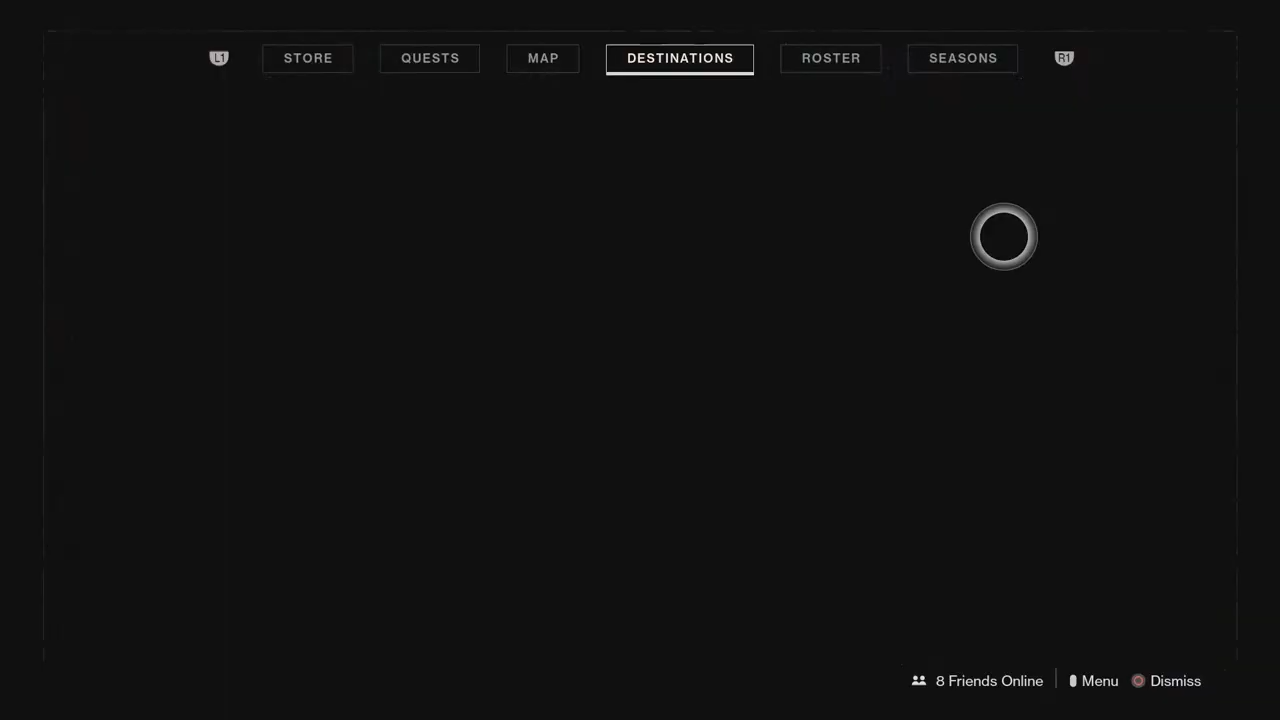 L1 STORE QUESTS MAP DESTINATIONS ROSTER SEASONS R1
8 Friends Online Menu Dismiss